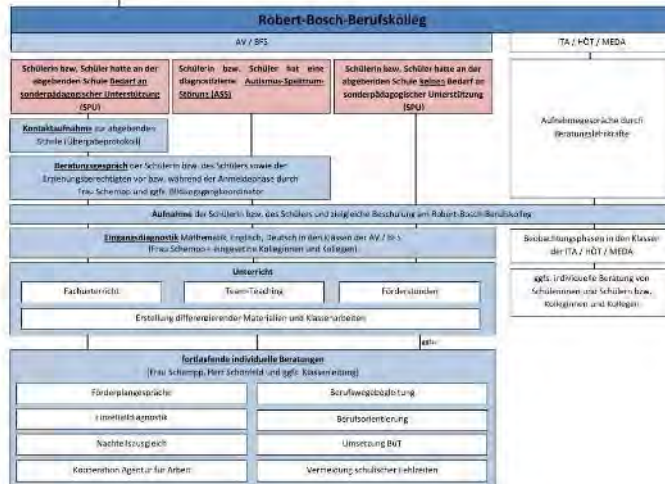 Robert-Bosch-Berufskolleg
AV / BFS
ITA / HÖT / MEDA
Schülerin bzw. Schüler hatte an der
abgebenden Schule Bedarf an
sonderpädagogischer Unterstützung
(SPU)
Schülerin bzw. Schüler hat eine
diagnostizierte Autismus-Spektrum-
Störung (ASS)
Schülerin bzw. Schüler hatte an der
abgebenden Schule keinen Bedarf an
sonderpädagogischer Unterstützung
(SPU)
Aufnahmegespräche durch
Beratungslehrkräfte
Kontaktaufnahme zur abgebenden
Schule (Übergabeprotokoll)
Beratungsgespräch der Schülerin bzw. des Schülers sowie der
Erziehungsberechtigten vor bzw. während der Anmeldephase durch
Frau Schempp und ggfs. Bildungsgangkoordinator
Aufnahme der Schülerin bzw. des Schülers und zielgleiche Beschulung am Robert-Bosch-Berufskolleg
Eingangsdiagnostik Mathematik, Englisch, Deutsch in den Klassen der AV / BFS
(Frau Schempp + eingesetzte Kolleginnen und Kollegen)
Beobachtungsphasen in den Klassen
der ITA / HÖT / MEDA
Unterricht
Fachunterricht
Team-Teaching
Förderstunden
Erstellung differenzierender Materialien und Klassenarbeiten
ggfs. individuelle Beratung von
Schülerinnen und Schülern bzw.
Kolleginnen und Kollegen
ggfs.
fortlaufende individuelle Beratungen
(Frau Schempp, Herr Schönfeld und ggfs. Klassenleitung)
Förderplangespräche
Berufswegebegleitung
Einzelfalldiagnostik
Berufsorientierung
Nachteilsausgleich
Umsetzung BuT
Kooperation Agentur für Arbeit
Vermeidung schulischer Fehlzeiten